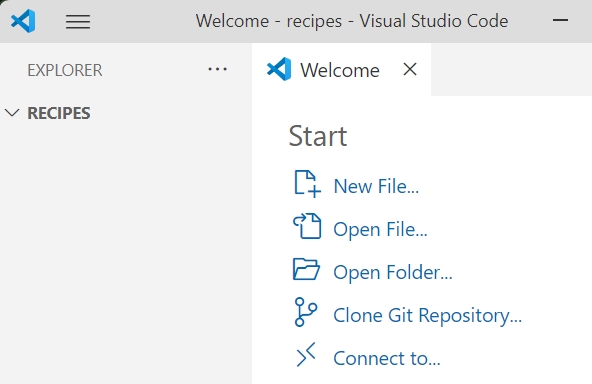 Welcome - recipes - Visual Studio Code
EXPLORER
RECIPES
Welcome
Start
New File...
Open File...
Open Folder...
Clone Git Repository...
Connect to...